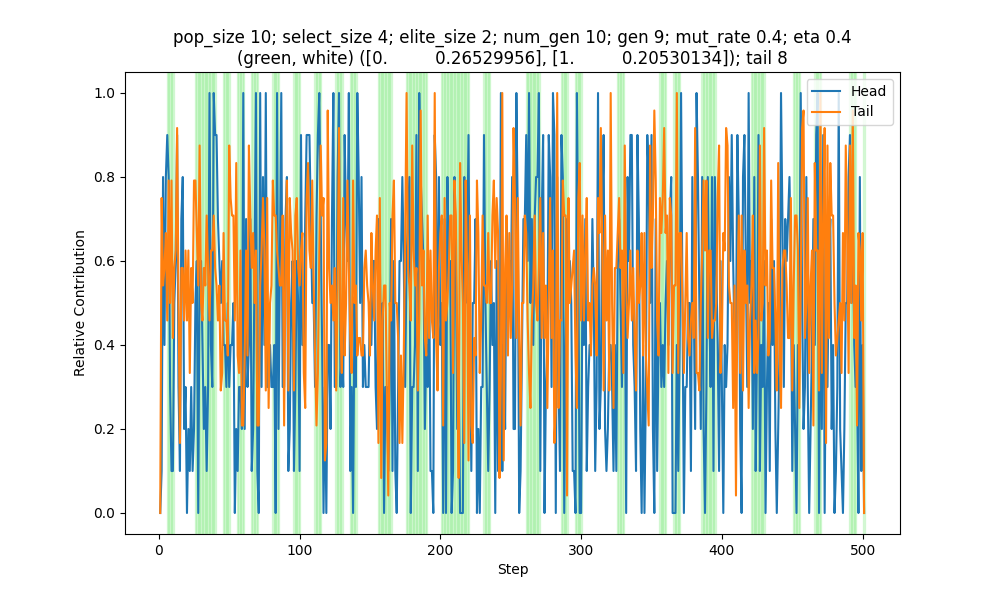 pop_size 10; select_size 4; elite_size 2; num_gen 10; gen 9; mut_rate 0.4; eta 0.4
(green, white) ([0. 0.26529956], [1. 0.20530134]); tail 8
Head
Tail
Relative Contribution
1.0
0.8
0.6
0.4
0.2
0.0
0 100 200 300 400 500
Step